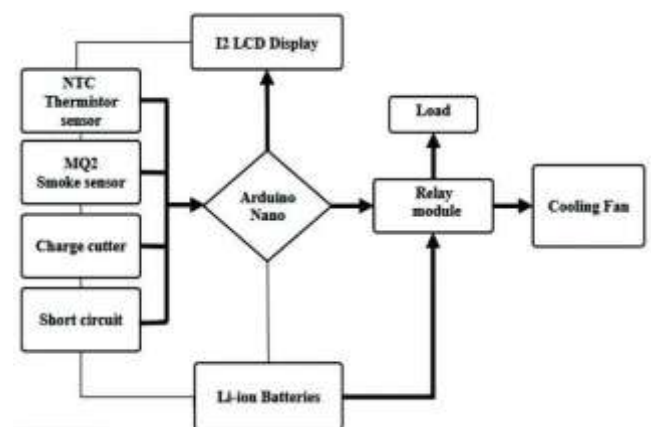 I2 LCD Display
NTC
Thermistor
sensor
MQ2
Smoke sensor
Charge cutter
Short circuit
Arduino
Nano
Load
Relay
module
Cooling Fan
Li-ion Batteries